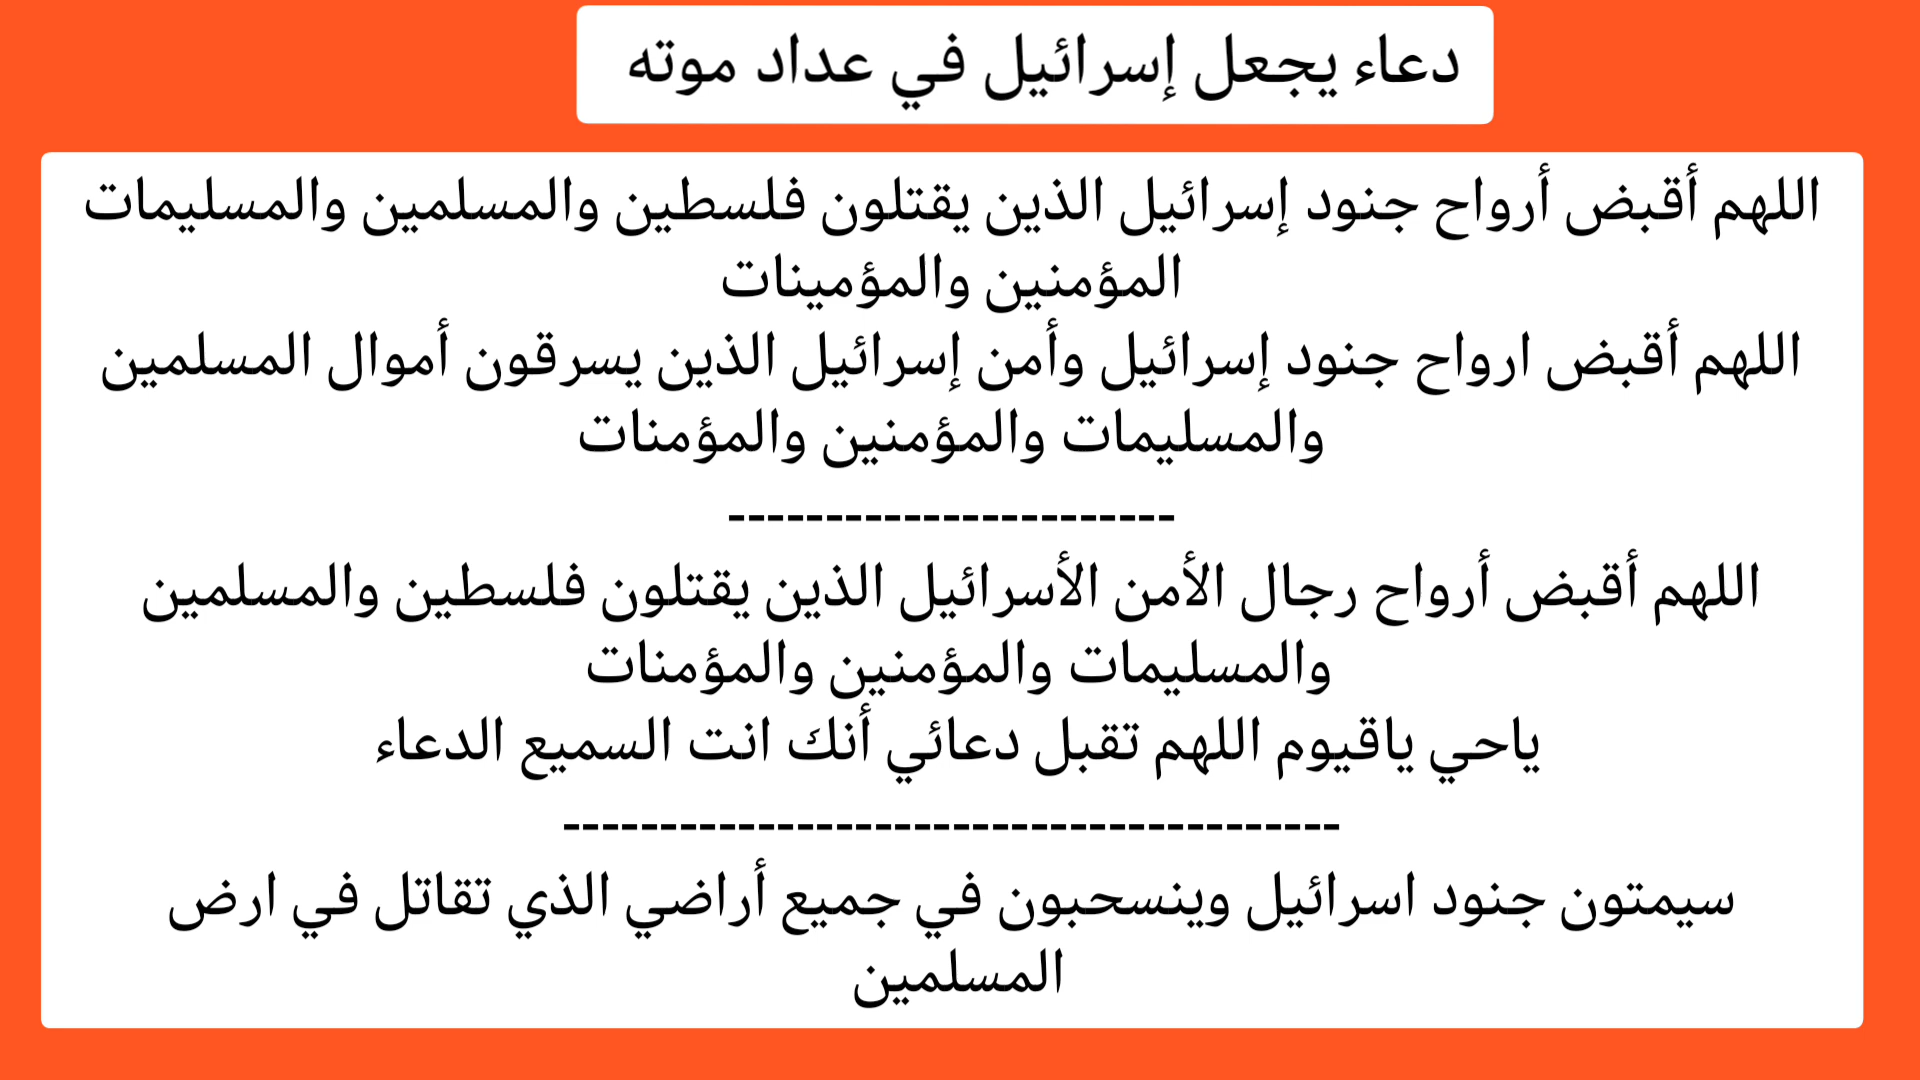 دعاء يجعل إسرائيل في عداد موته
اللهم أقبض أرواح جنود إسرائيل الذين يقتلون فلسطين والمسلمين والمسليمات
المؤمنين والمؤمينات
اللهم أقبض ارواح جنود إسرائيل وأمن إسرائيل الذين يسرقون أموال المسلمين
والمسليمات والمؤمنين والمؤمنات
-----------------------
اللهم أقبض أرواح رجال الأمن الأسرائيل الذين يقتلون فلسطين والمسلمين
والمسليمات والمؤمنين والمؤمنات
ياحي ياقيوم اللهم تقبل دعائي أنك انت السميع الدعاء
----------------------------------------
سيمتون جنود اسرائيل وينسحبون في جميع أراضي الذي تقاتل في ارض
المسلمين